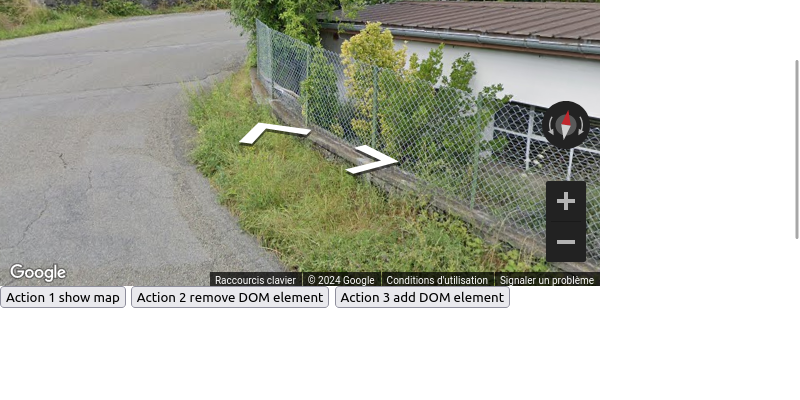 Google
Raccourcis clavier
© 2024 Google
Conditions d'utilisation
Signaler un problème
Action 1 show map
Action 2 remove DOM element
Action 3 add DOM element